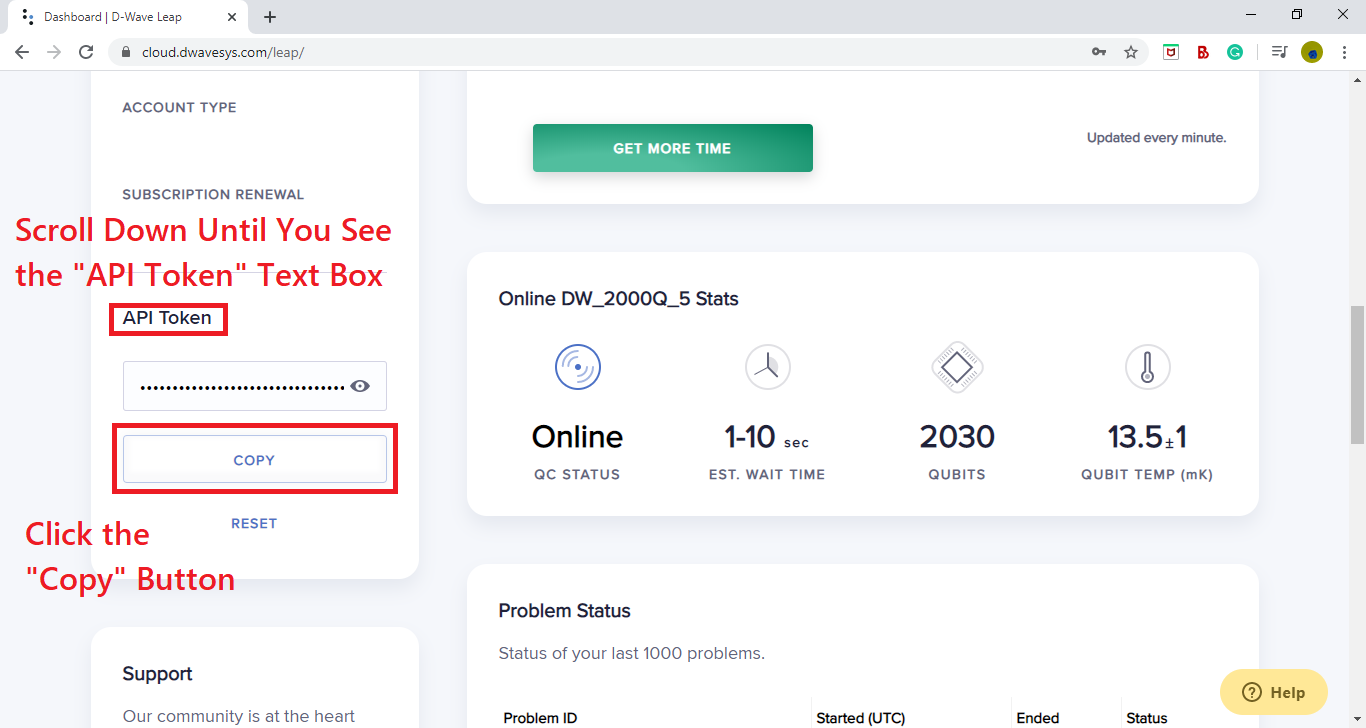 Dashboard | D-Wave Leap
cloud.dwavesys.com/leap/
ACCOUNT TYPE
SUBSCRIPTION RENEWAL
Scroll Down Until You See
the "API Token" Text Box
API Token
COPY
RESET
Click the
"Copy" Button
Support
Our community is at the heart
GET MORE TIME
Updated every minute.
Online DW_2000Q_5 Stats
Online
QC STATUS
1-10 sec
EST. WAIT TIME
2030
QUBITS
13.5±1
QUBIT TEMP (mK)
Problem Status
Status of your last 1000 problems.
Problem ID Started (UTC) Ended Status
Help